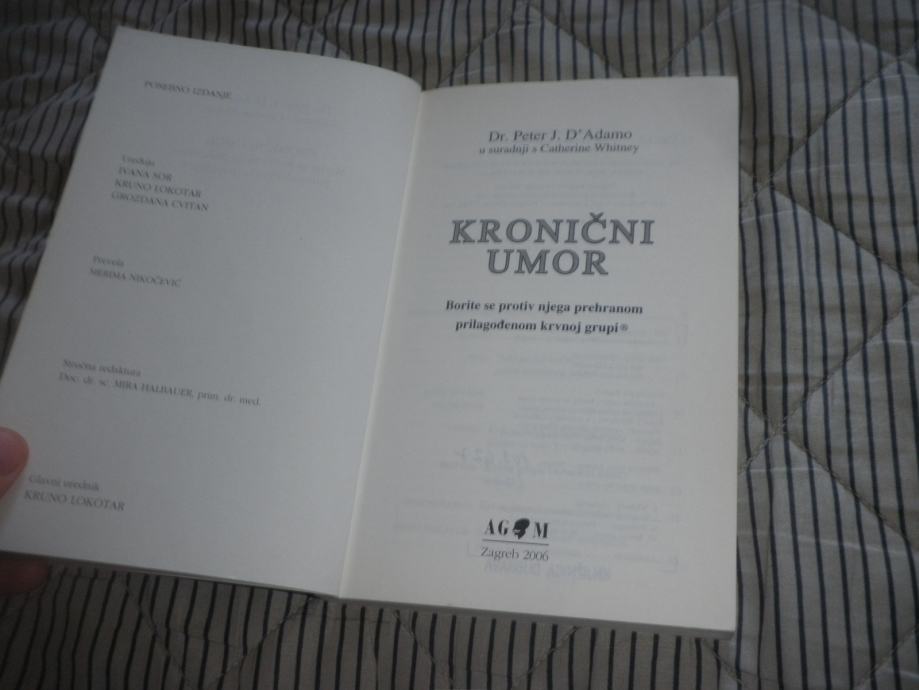 POSEBNO IZDANJE
Uređuju
IVANA SOR
KRUNO LOKOTAR
GROZDANA CVITAN
Prevela
MERIMA NIKOČEVIĆ
Stručna redaktura
Doc. dr. sc. MIRA HALBAUER, prim. dr. med.
Glavni urednik
KRUNO LOKOTAR
Dr. Peter J. D'Adamo
u suradnji s Catherine Whitney
KRONIČNI
UMOR
Borite se protiv njega prehranom
prilagođenom krvnoj grupi®
AGM
Zagreb 2006